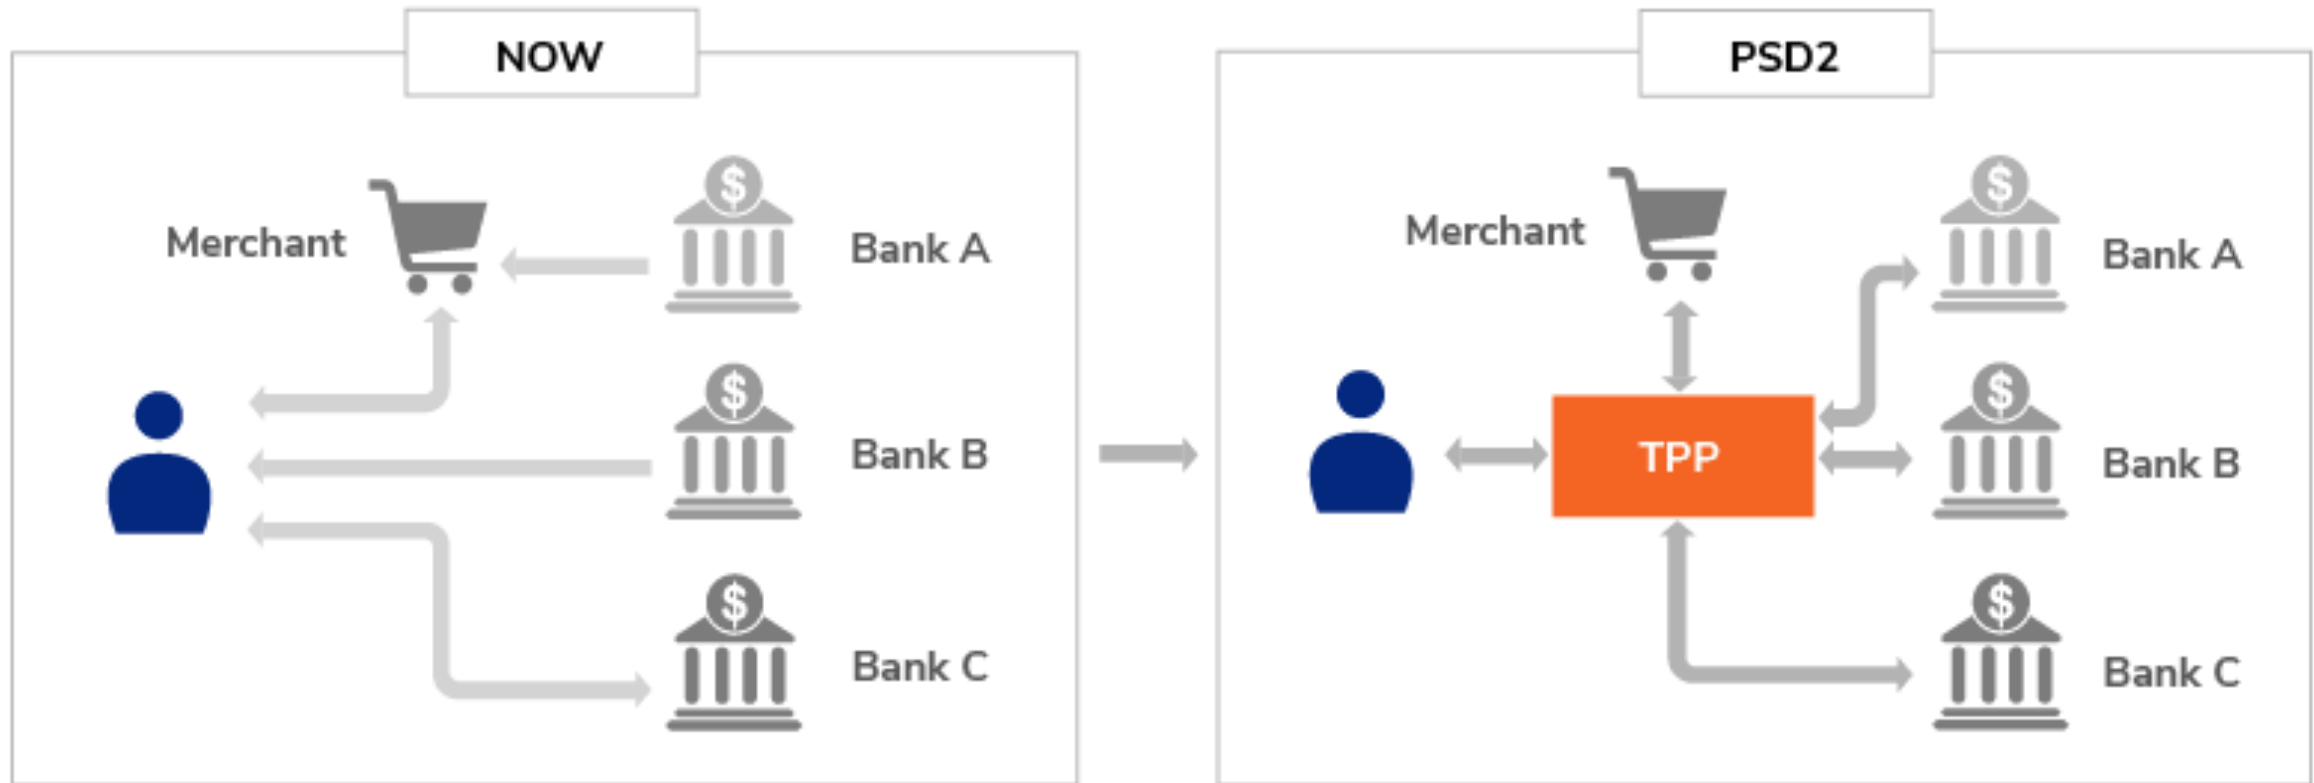 NOW
Merchant
Bank A
Bank B
Bank C
PSD2
Merchant
Bank A
TPP
Bank B
Bank C
$
$
$
$
$
$